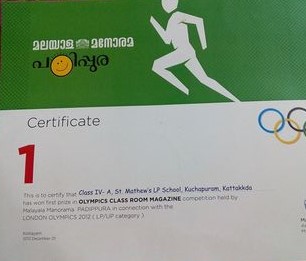 മലയാള മനോരമ
പഠിപ്പുര
Certificate
1
This is to certify that Class IV- A, St. Mathew's LP School, Kuchapuram, Kattakkda
has won first prize in OLYMPICS CLASS ROOM MAGAZINE competition held by
Malayala Manorama PADIPPURA in connection with the
LONDON OLYMPICS 2012 ( LP/UP category )
Kottayam